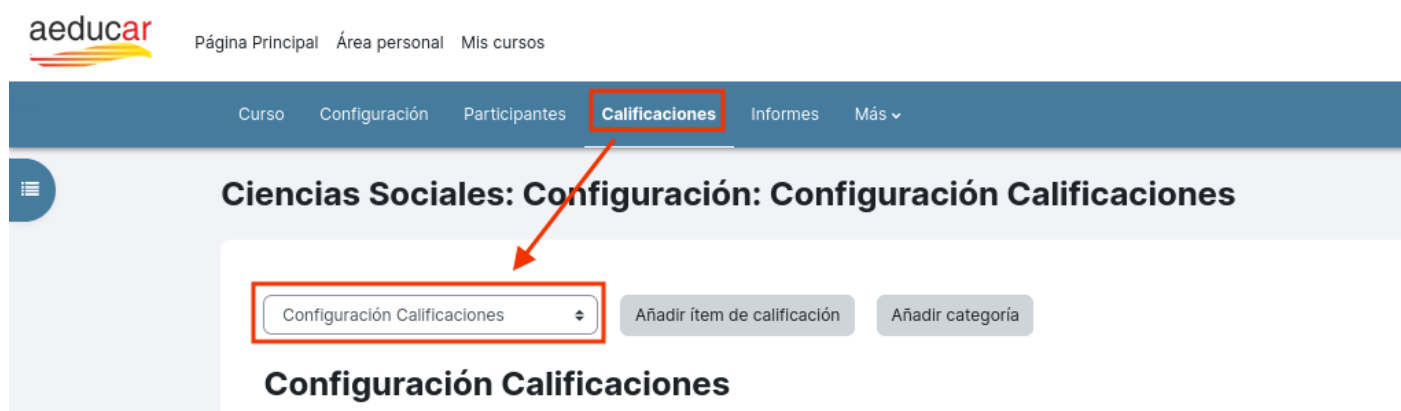 aeducar
Página Principal Área personal Mis cursos
Curso Configuración Participantes Calificaciones Informes Más
Ciencias Sociales: Configuración: Configuración Calificaciones
Configuración Calificaciones Añadir ítem de calificación Añadir categoría
Configuración Calificaciones